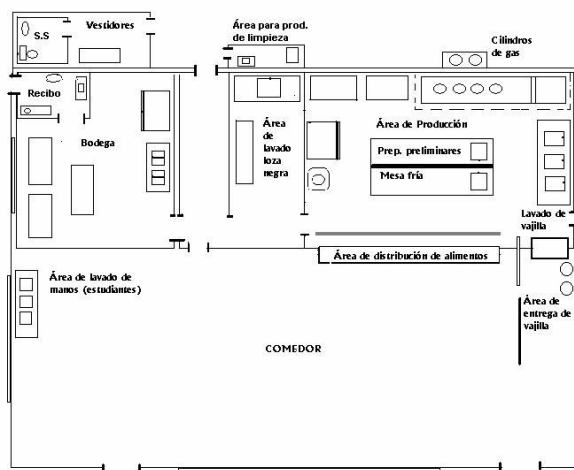 S.S
Vestidores
Área para prod.
de limpieza
Cilindros
de gas
Recibo
Bodega
Área
de
lavado
loza
negra
Área de Producción
Prep. preliminares
Mesa fría
Lavado de
vajilla
Área de distribución de alimentos
Área de lavado de
manos (estudiantes)
Área de
entrega de
vajilla
COMEDOR